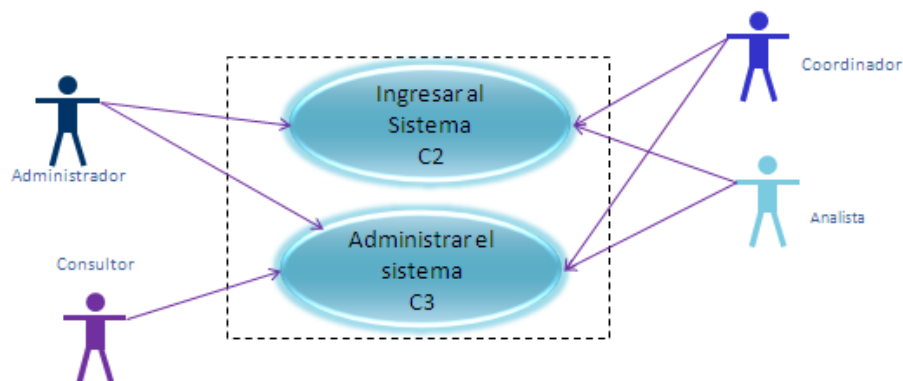 Coordinador
Ingresar al
Sistema
C2
Administrador
Analista
Administrar el
sistema
C3
Consultor